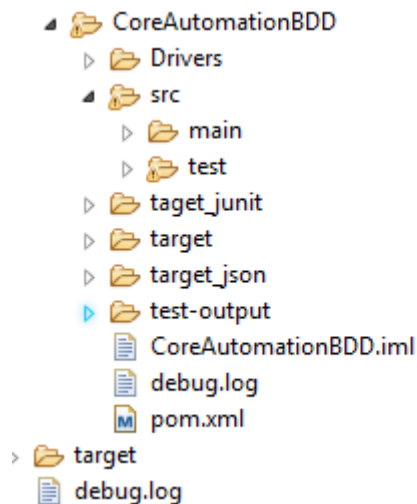 CoreAutomationBDD
Drivers
src
main
test
taget_junit
target
target_json
test-output
CoreAutomationBDD.iml
debug.log
M pom.xml
target
debug.log